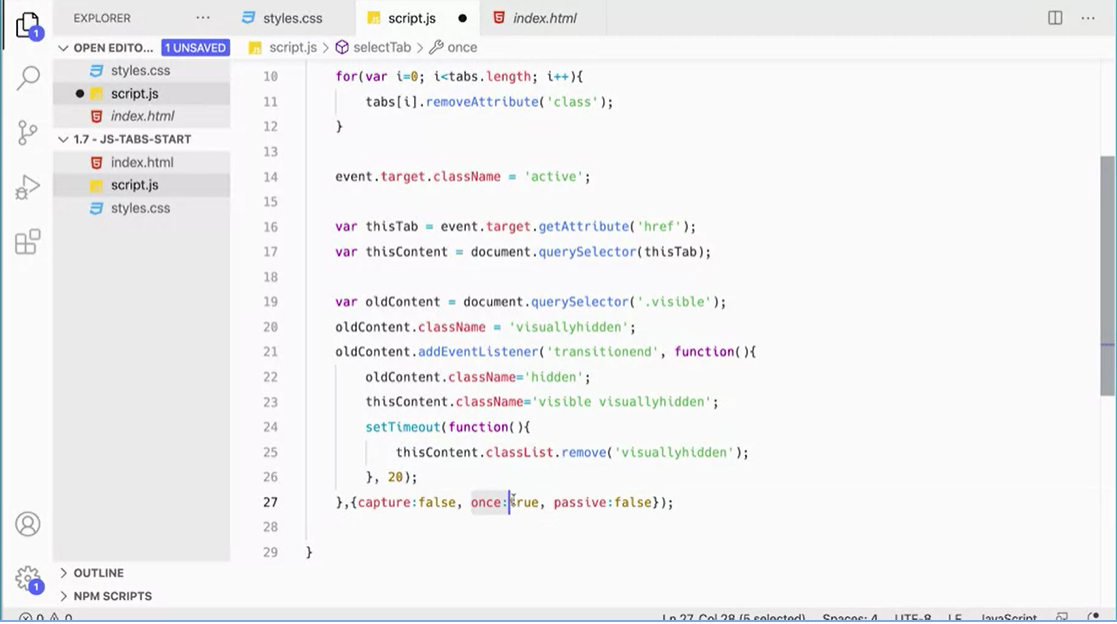 EXPLORER
···
styles.css
script.js
index.html
···
OPEN EDITO...
1 UNSAVED
script.js > selectTab > once
styles.css
script.js
index.html
1.7 - JS-TABS-START
index.html
script.js
styles.css
10 for(var i=0; i<tabs.length; i++){
11 tabs[i].removeAttribute('class');
12 }
13
14 event.target.className = 'active';
15
16 var thisTab = event.target.getAttribute('href');
17 var thisContent = document.querySelector(thisTab);
18
19 var oldContent = document.querySelector('.visible');
20 oldContent.className = 'visuallyhidden';
21 oldContent.addEventListener('transitionend', function(){
22 oldContent.className='hidden';
23 thisContent.className='visible visuallyhidden';
24 setTimeout(function(){
25 thisContent.classList.remove('visuallyhidden');
26 }, 20);
27 },{capture:false, once:true, passive:false});
28
29 }
1
1
OUTLINE
NPM SCRIPTS
0 0
Ln 27, Col 28 (5 selected) Spaces: 4 UTF-8 LF JavaScript